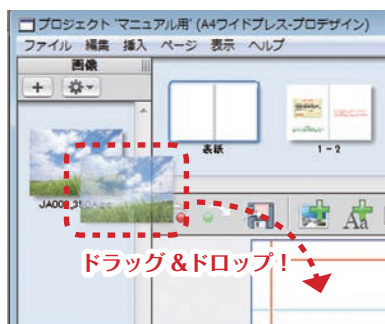 プロジェクト 'マニュアル用' (A4ワイドプレス-プロデザイン)
ファイル 編集 挿入 ページ 表示 ヘルプ
画像
表紙
1-2
ドラッグ&ドロップ！